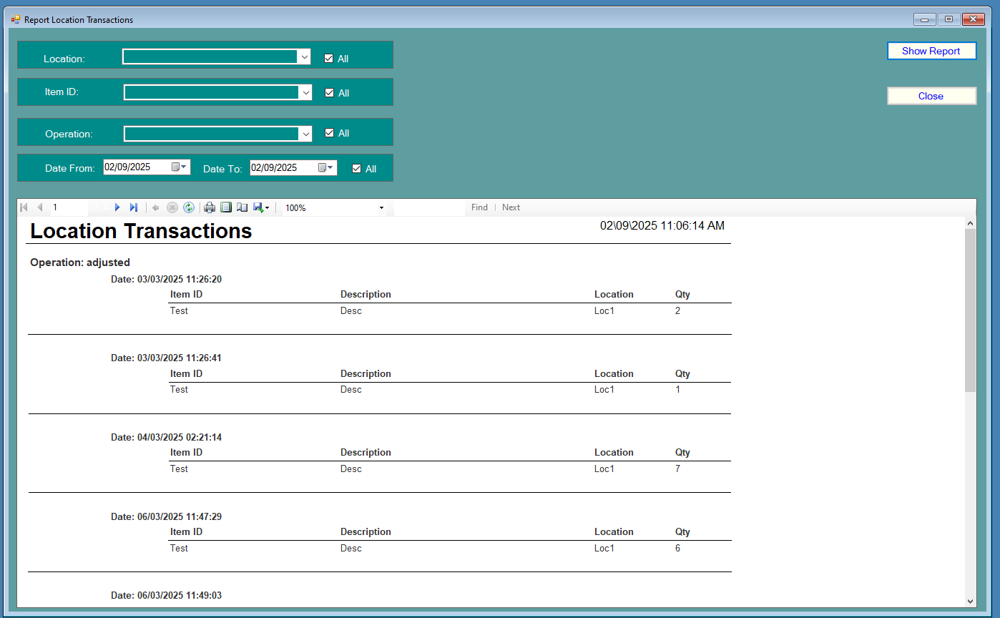 Report Location Transactions
Location: All
Show Report
Item ID: All
Close
Operation: All
Date From: 02/09/2025 Date To: 02/09/2025 All
1 100% Find | Next
Location Transactions 02\09\2025 11:06:14 AM
Operation: adjusted
Date: 03/03/2025 11:26:20
Item ID Description Location Qty
Test Desc Loc1 2
Date: 03/03/2025 11:26:41
Item ID Description Location Qty
Test Desc Loc1 1
Date: 04/03/2025 02:21:14
Item ID Description Location Qty
Test Desc Loc1 7
Date: 06/03/2025 11:47:29
Item ID Description Location Qty
Test Desc Loc1 6
Date: 06/03/2025 11:49:03